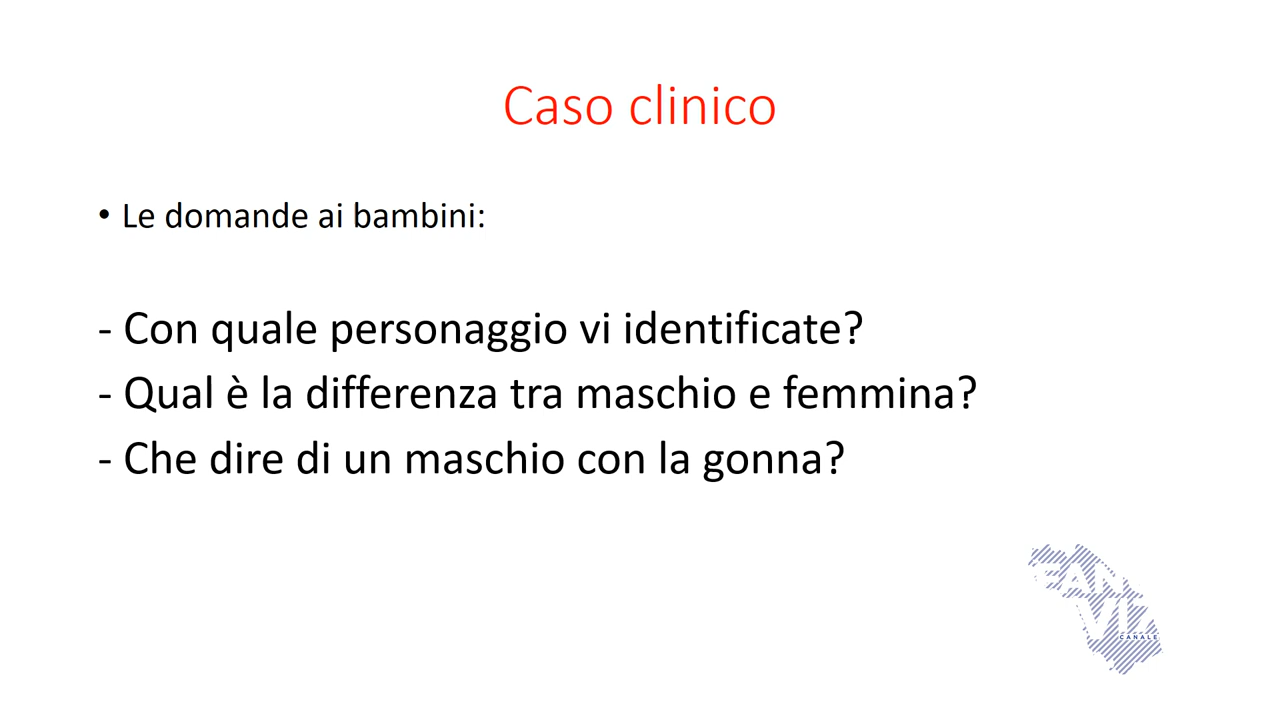 Caso clinico
• Le domande ai bambini:
- Con quale personaggio vi identificate?
- Qual è la differenza tra maschio e femmina?
- Che dire di un maschio con la gonna?
CANALE